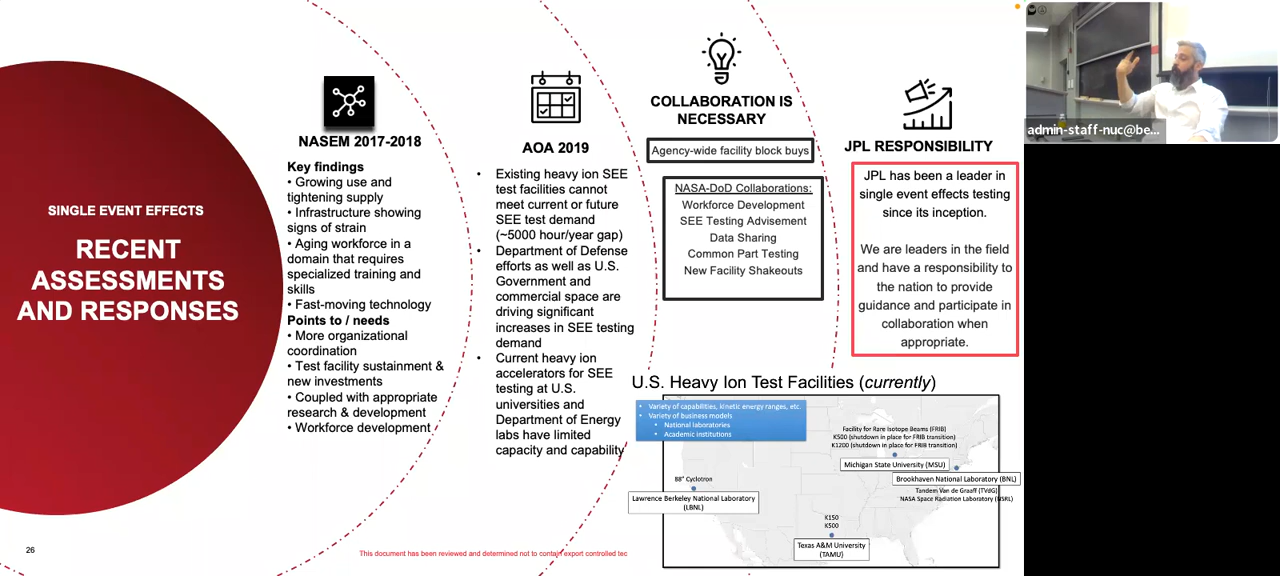 SINGLE EVENT EFFECTS
RECENT
ASSESSMENTS
AND RESPONSES
26
NASEM 2017-2018
Key findings
• Growing use and
tightening supply
• Infrastructure showing
signs of strain
• Aging workforce in a
domain that requires
specialized training and
skills
• Fast-moving technology
Points to / needs
• More organizational
coordination
• Test facility sustainment &
new investments
• Coupled with appropriate
research & development
• Workforce development
AOA 2019
• Existing heavy ion SEE
test facilities cannot
meet current or future
SEE test demand
(~5000 hour/year gap)
• Department of Defense
efforts as well as U.S.
Government and
commercial space are
driving significant
increases in SEE testing
demand
• Current heavy ion
accelerators for SEE
testing at U.S.
universities and
Department of Energy
labs have limited
capacity and capability
COLLABORATION IS
NECESSARY
Agency-wide facility block buys
NASA-DoD Collaborations:
Workforce Development
SEE Testing Advisement
Data Sharing
Common Part Testing
New Facility Shakeouts
JPL RESPONSIBILITY
JPL has been a leader in
single event effects testing
since its inception.
We are leaders in the field
and have a responsibility to
the nation to provide
guidance and participate in
collaboration when
appropriate.
U.S. Heavy Ion Test Facilities (currently)
• Variety of capabilities, kinetic energy ranges, etc.
• Variety of business models
• National laboratories
• Academic institutions
Facility for Rare Isotope Beams (FRIB)
K500 (shutdown in place for FRIB transition)
K1200 (shutdown in place for FRIB transition)
Michigan State University (MSU)
Brookhaven National Laboratory (BNL)
Tandem Van de Graaff (TVdG)
NASA Space Radiation Laboratory (NSRL)
88" Cyclotron
Lawrence Berkeley National Laboratory
(LBNL)
K150
K500
Texas A&M University
(TAMU)
This document has been reviewed and determined not to contain export controlled tec
admin-staff-nuc@be...